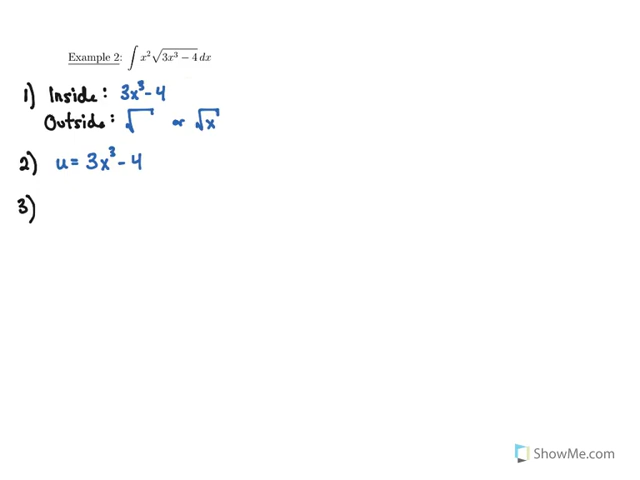 Example 2: ∫ x²√(3x³ − 4) dx
1) Inside: 3x³ − 4
Outside: √ or √x
2) u = 3x³ − 4
3)
ShowMe.com